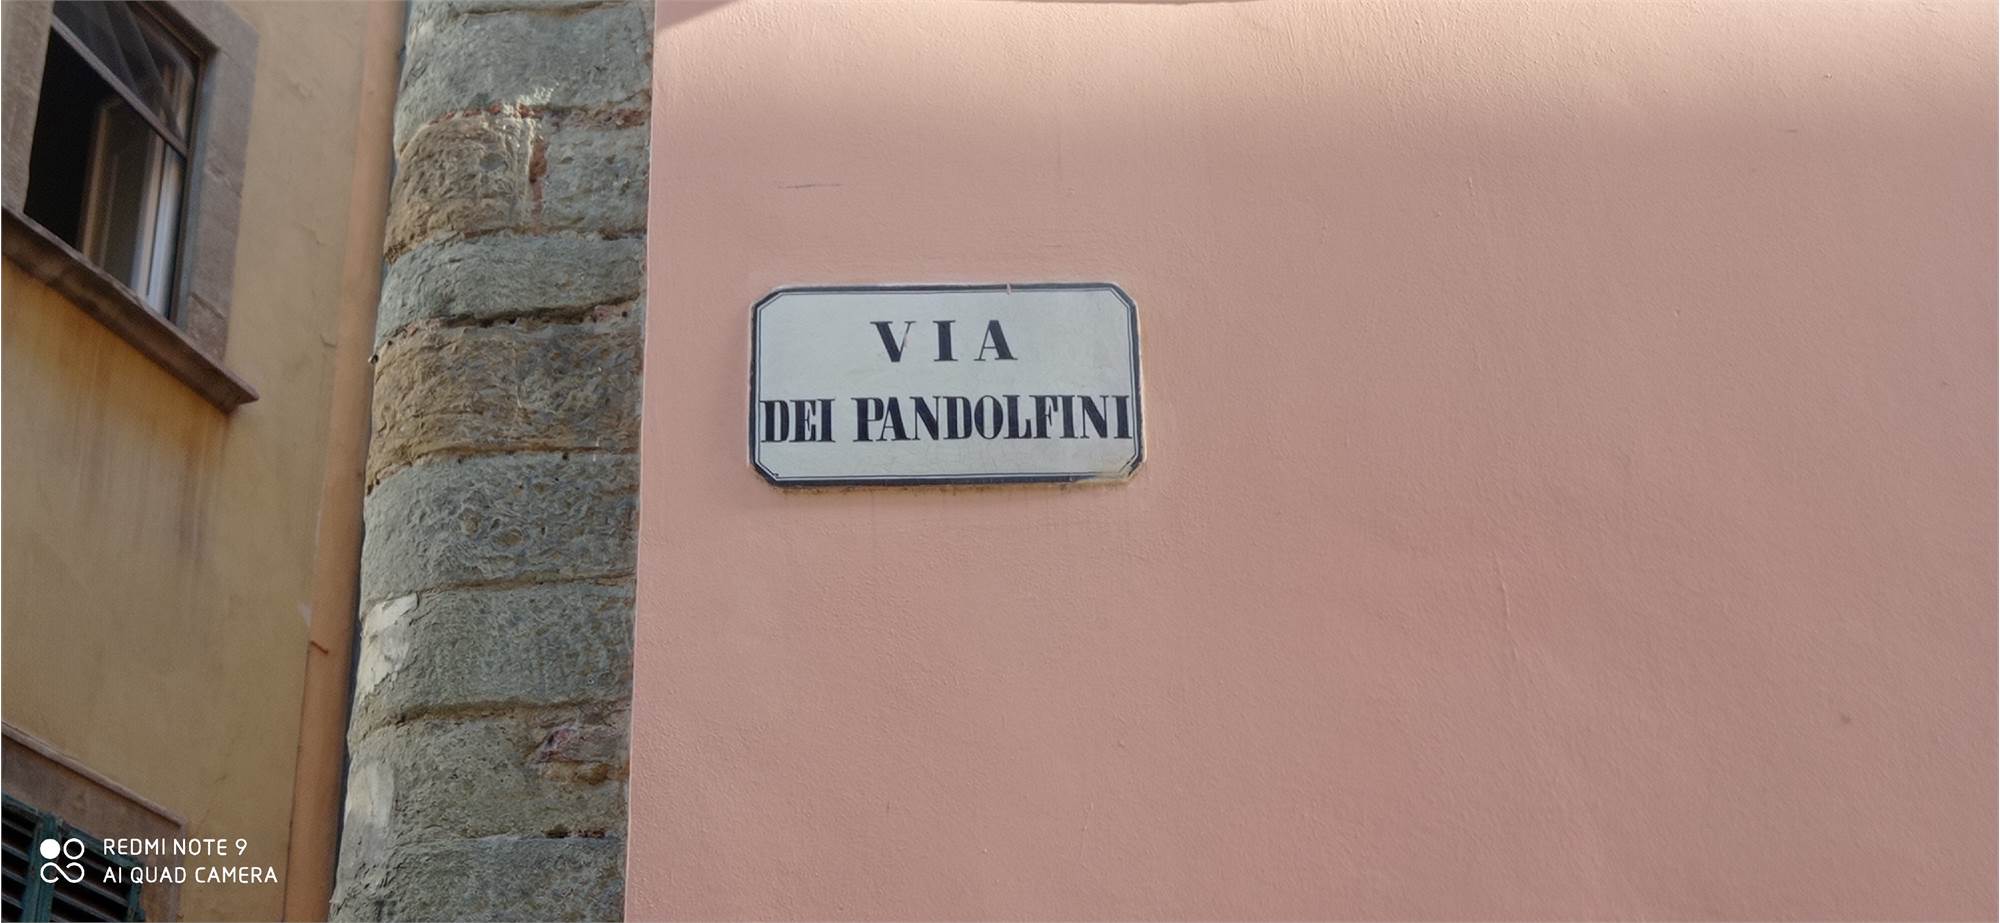 VIA
DEI PANDOLFINI
REDMI NOTE 9
AI QUAD CAMERA